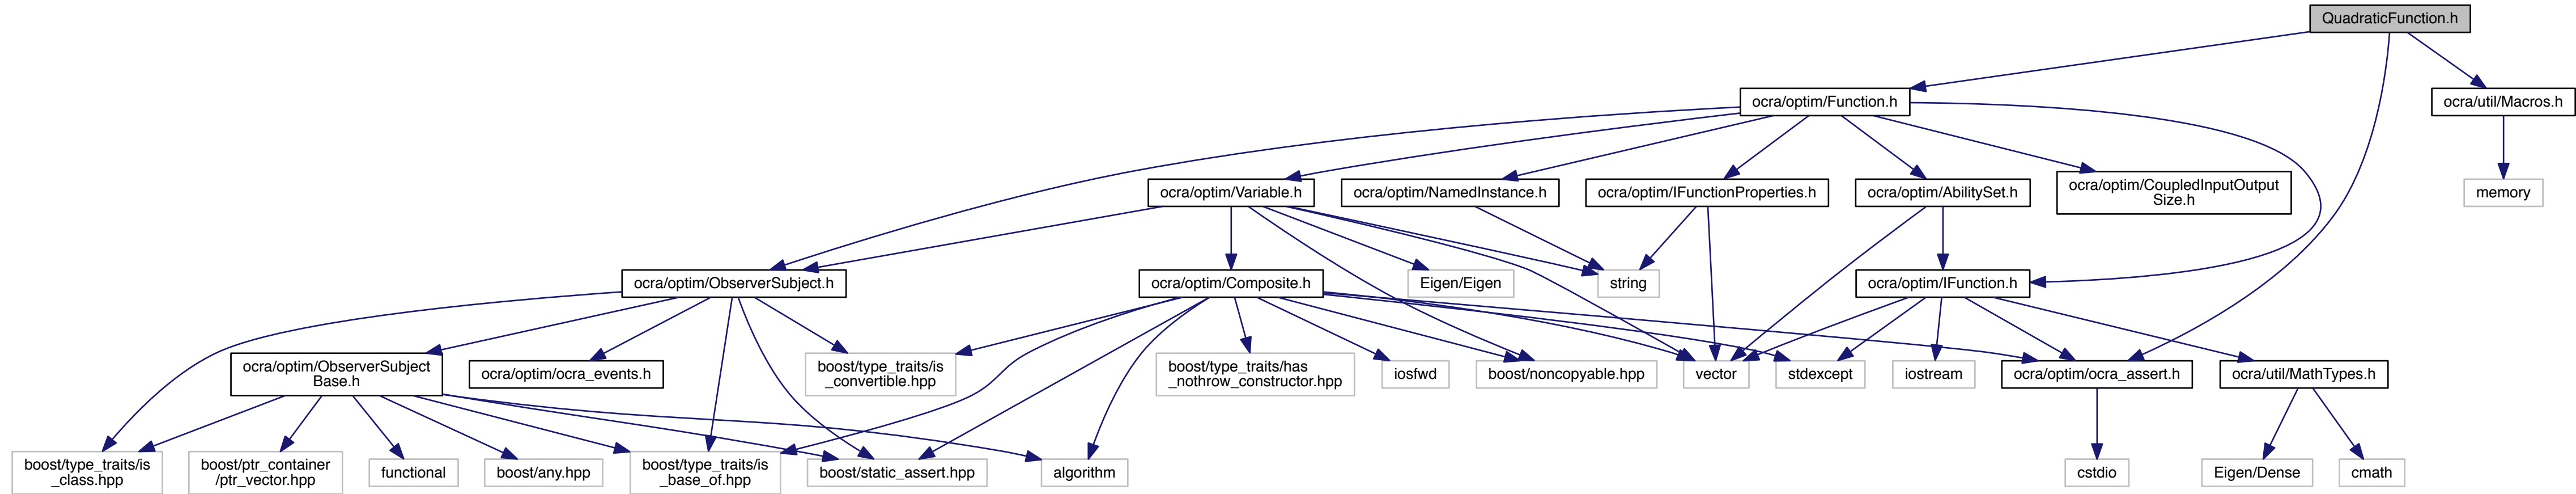 QuadraticFunction.h
ocra/optim/Function.h
ocra/util/Macros.h
ocra/optim/Variable.h
ocra/optim/NamedInstance.h
ocra/optim/IFunctionProperties.h
ocra/optim/AbilitySet.h
ocra/optim/CoupledInputOutput
Size.h
memory
ocra/optim/ObserverSubject.h
ocra/optim/Composite.h
Eigen/Eigen
string
ocra/optim/IFunction.h
ocra/optim/ObserverSubject
Base.h
ocra/optim/ocra_events.h
boost/type_traits/is
_convertible.hpp
boost/type_traits/has
_nothrow_constructor.hpp
iosfwd
boost/noncopyable.hpp
vector
stdexcept
iostream
ocra/optim/ocra_assert.h
ocra/util/MathTypes.h
boost/type_traits/is
_class.hpp
boost/ptr_container
/ptr_vector.hpp
functional
boost/any.hpp
boost/type_traits/is
_base_of.hpp
boost/static_assert.hpp
algorithm
cstdio
Eigen/Dense
cmath